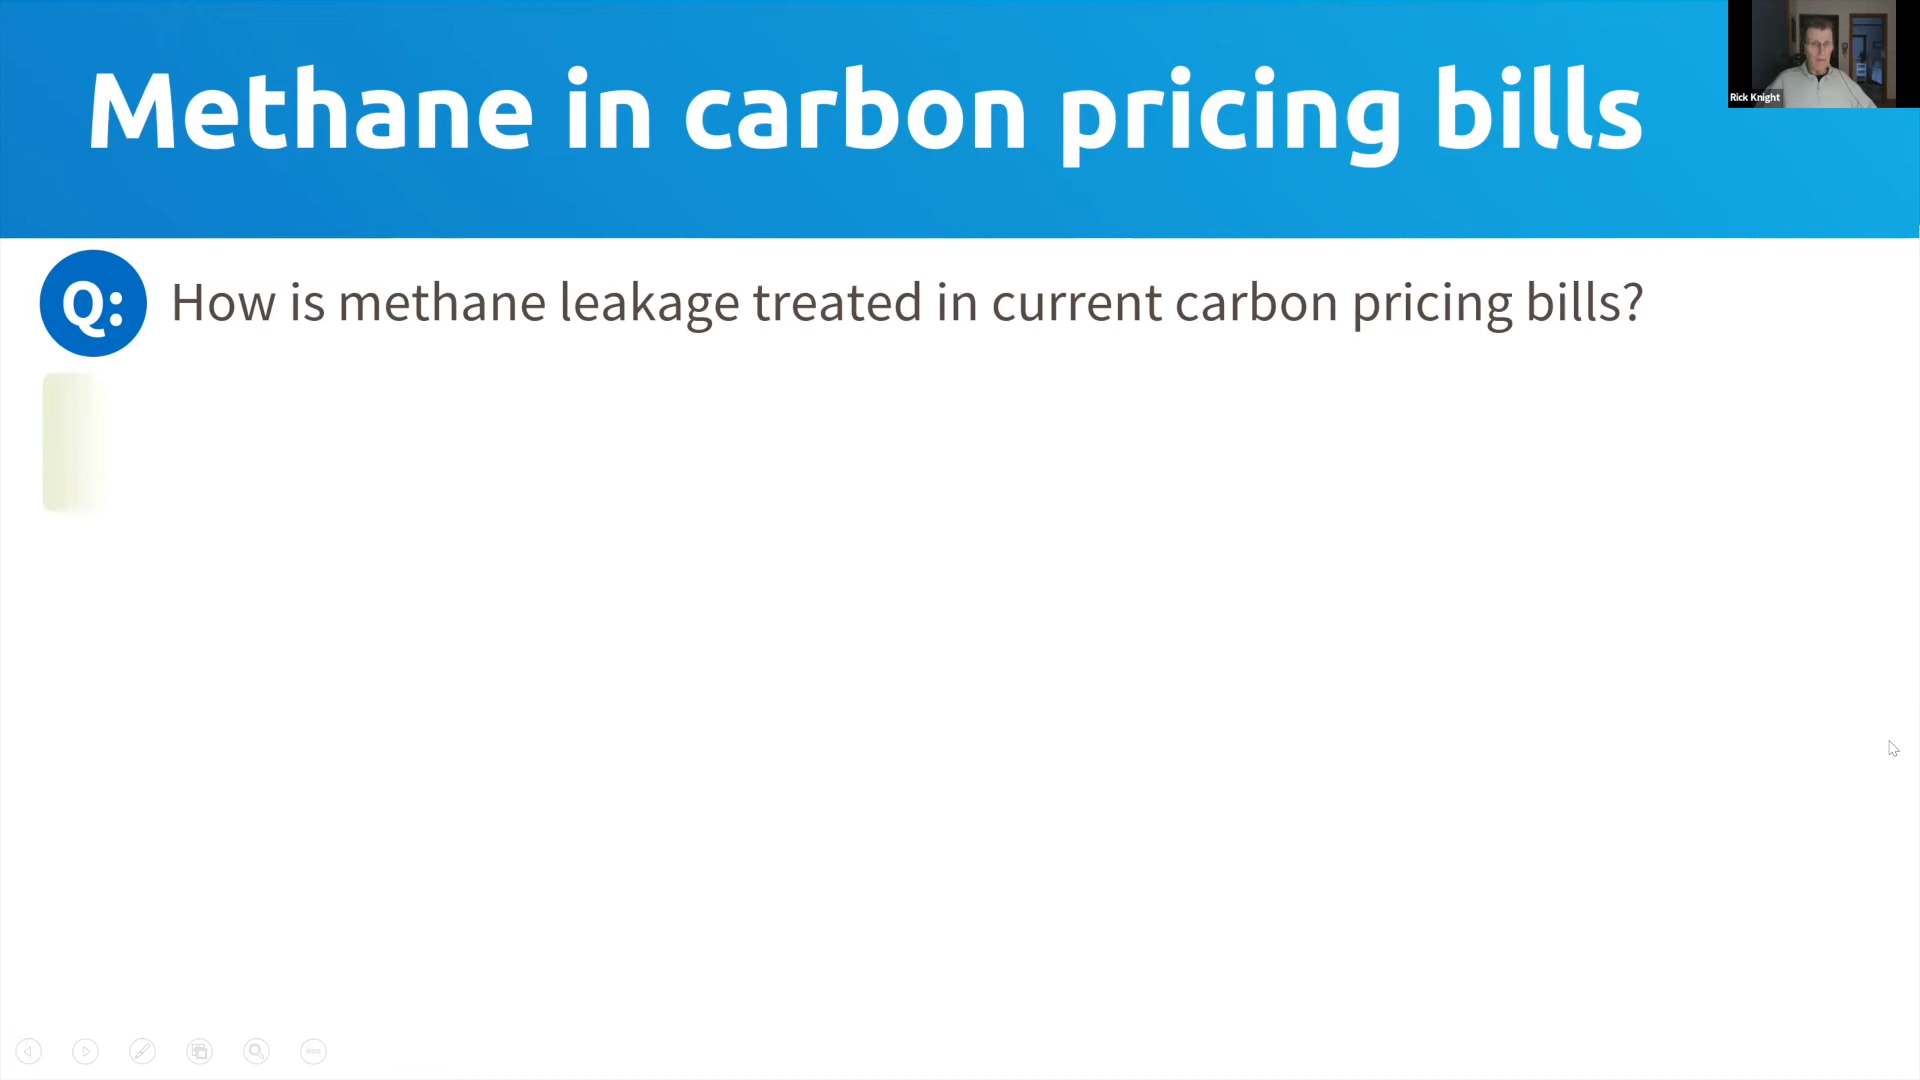 Methane in carbon pricing bills
Rick Knight
Q: How is methane leakage treated in current carbon pricing bills?